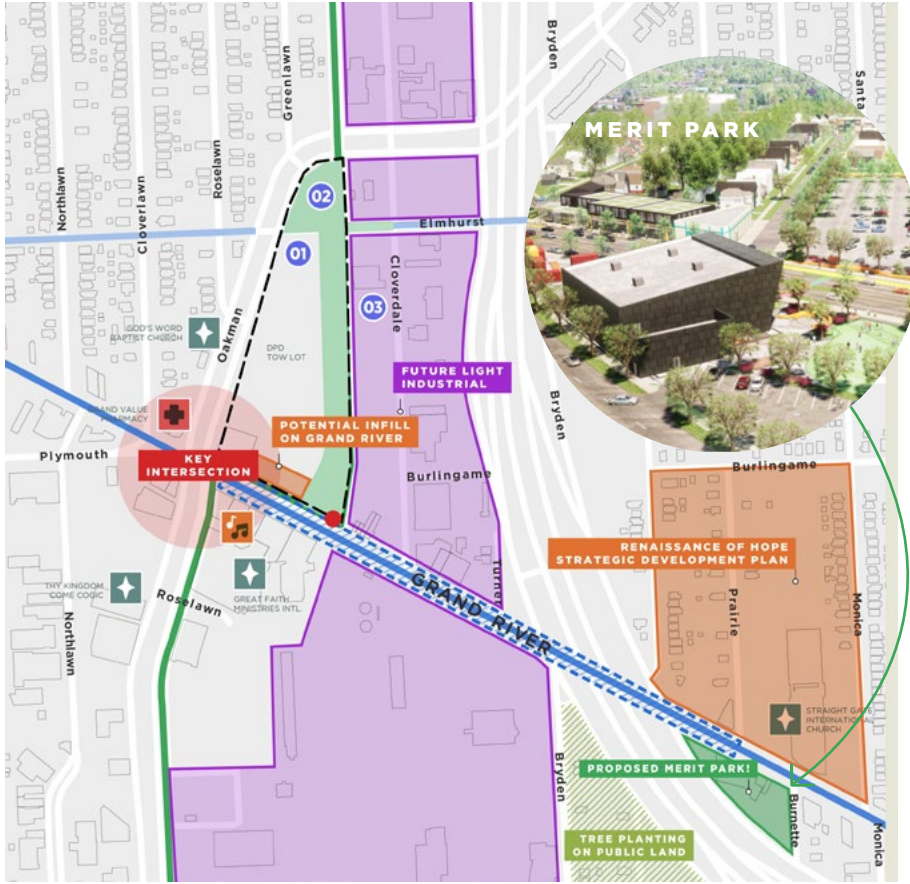 Bryden
Greenlawn
Santa
MERIT PARK
Roselawn
Cloverlawn
Northlawn
02
Elmhurst
01
Cloverdale
03
Oakman
GOD'S WORD
BAPTIST CHURCH
DPD
TOW LOT
FUTURE LIGHT
INDUSTRIAL
Bryden
GRAND VALUE
PHARMACY
POTENTIAL INFILL
ON GRAND RIVER
Bryden
Plymouth
KEY
INTERSECTION
Burlingame
Burlingame
RENAISSANCE OF HOPE
STRATEGIC DEVELOPMENT PLAN
THY KINGDOM
COME COGIC
Roselawn
GREAT FAITH
MINISTRIES INTL.
GRAND RIVER
Turner
Prairie
Monica
Northlawn
STRAIGHT GATE
INTERNATIONAL
CHURCH
PROPOSED MERIT PARK!
Bryden
Burnette
Monica
TREE PLANTING
ON PUBLIC LAND